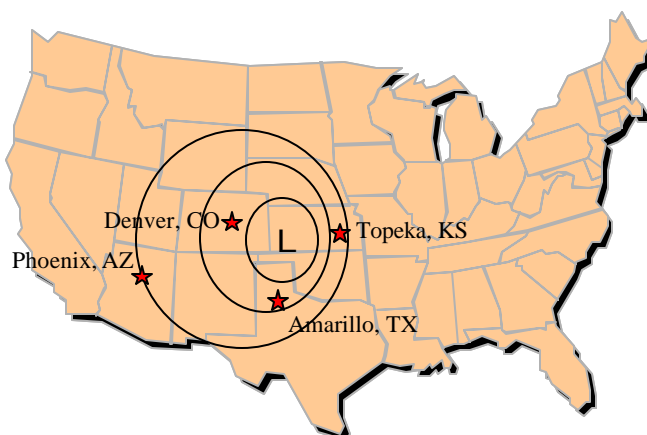 Denver, CO
Topeka, KS
L
Phoenix, AZ
Amarillo, TX